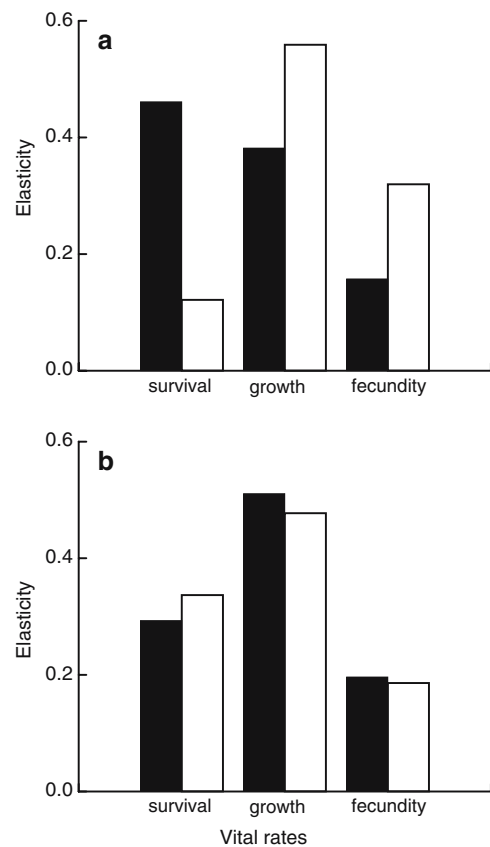 a
0.6
0.4
0.2
0.0
Elasticity
survival growth fecundity
b
0.6
0.4
0.2
0.0
Elasticity
survival growth fecundity
Vital rates